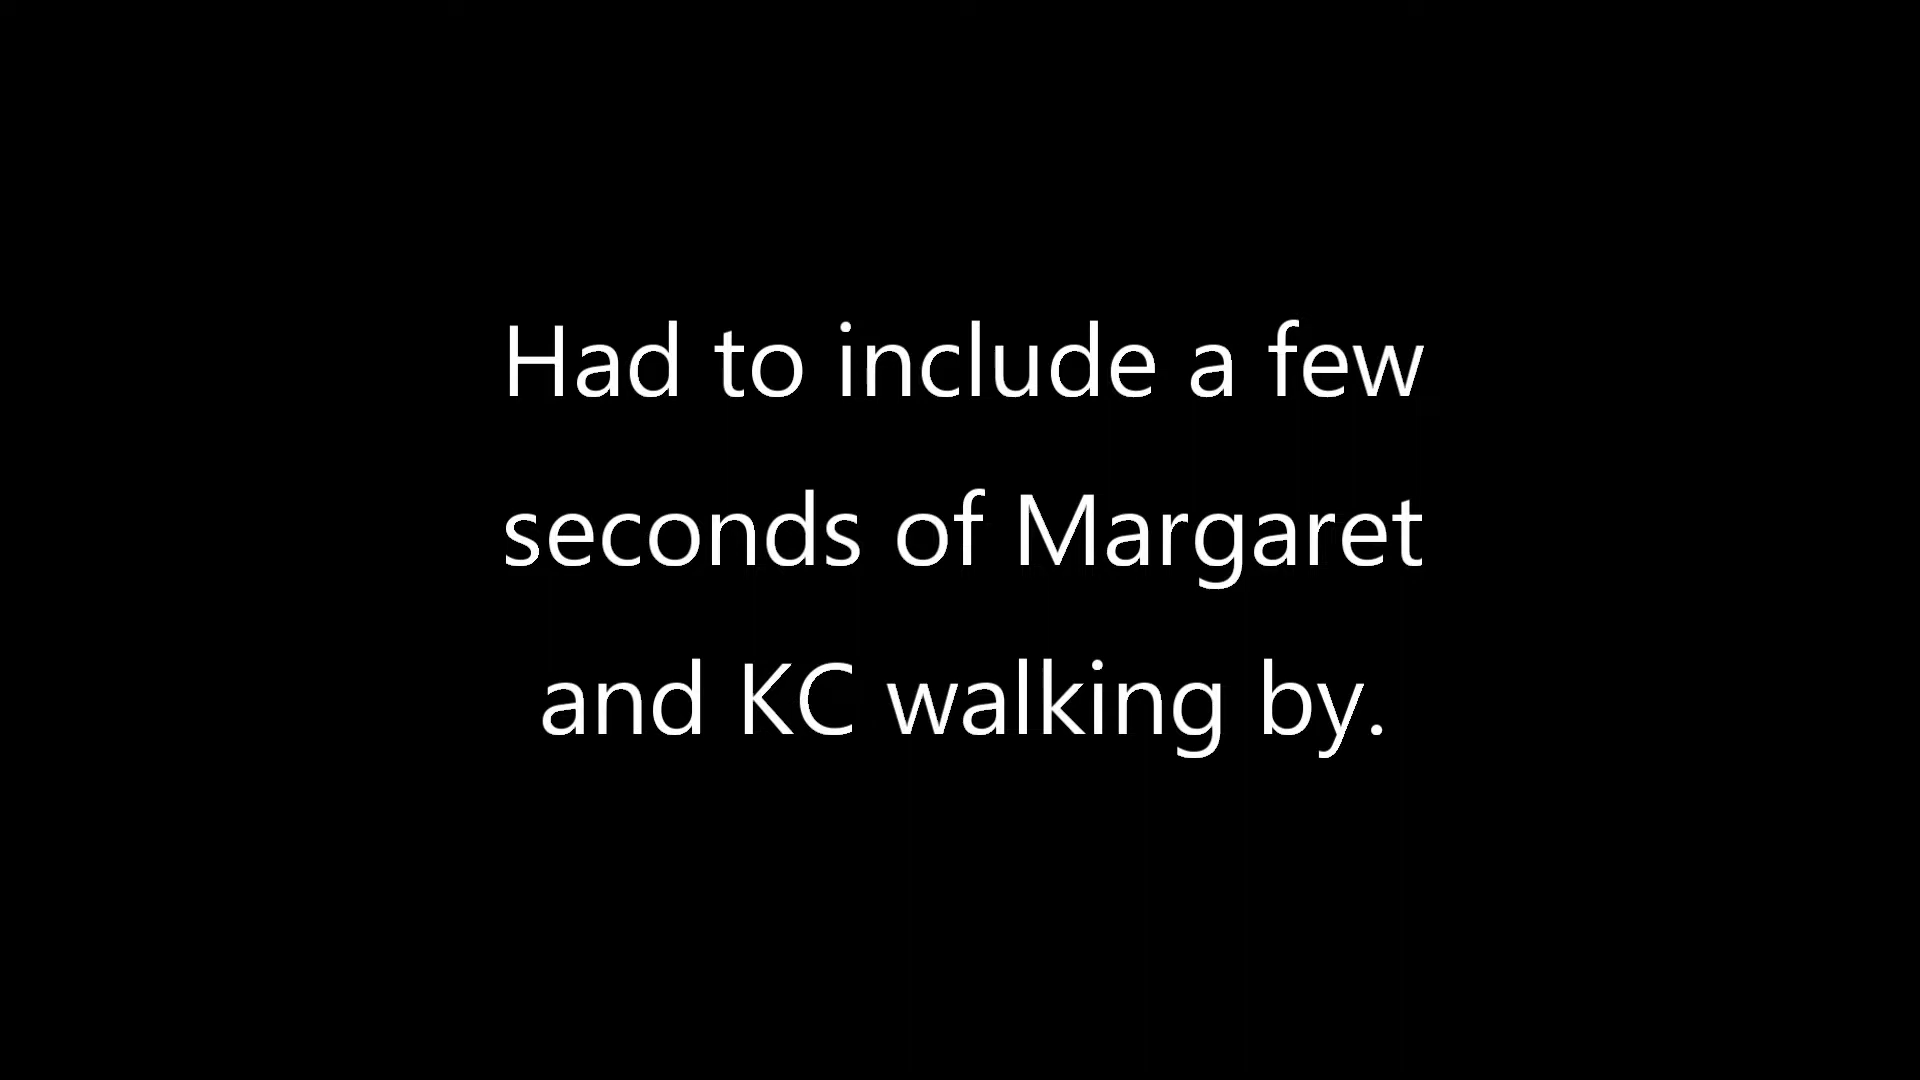 Had to include a few
seconds of Margaret
and KC walking by.